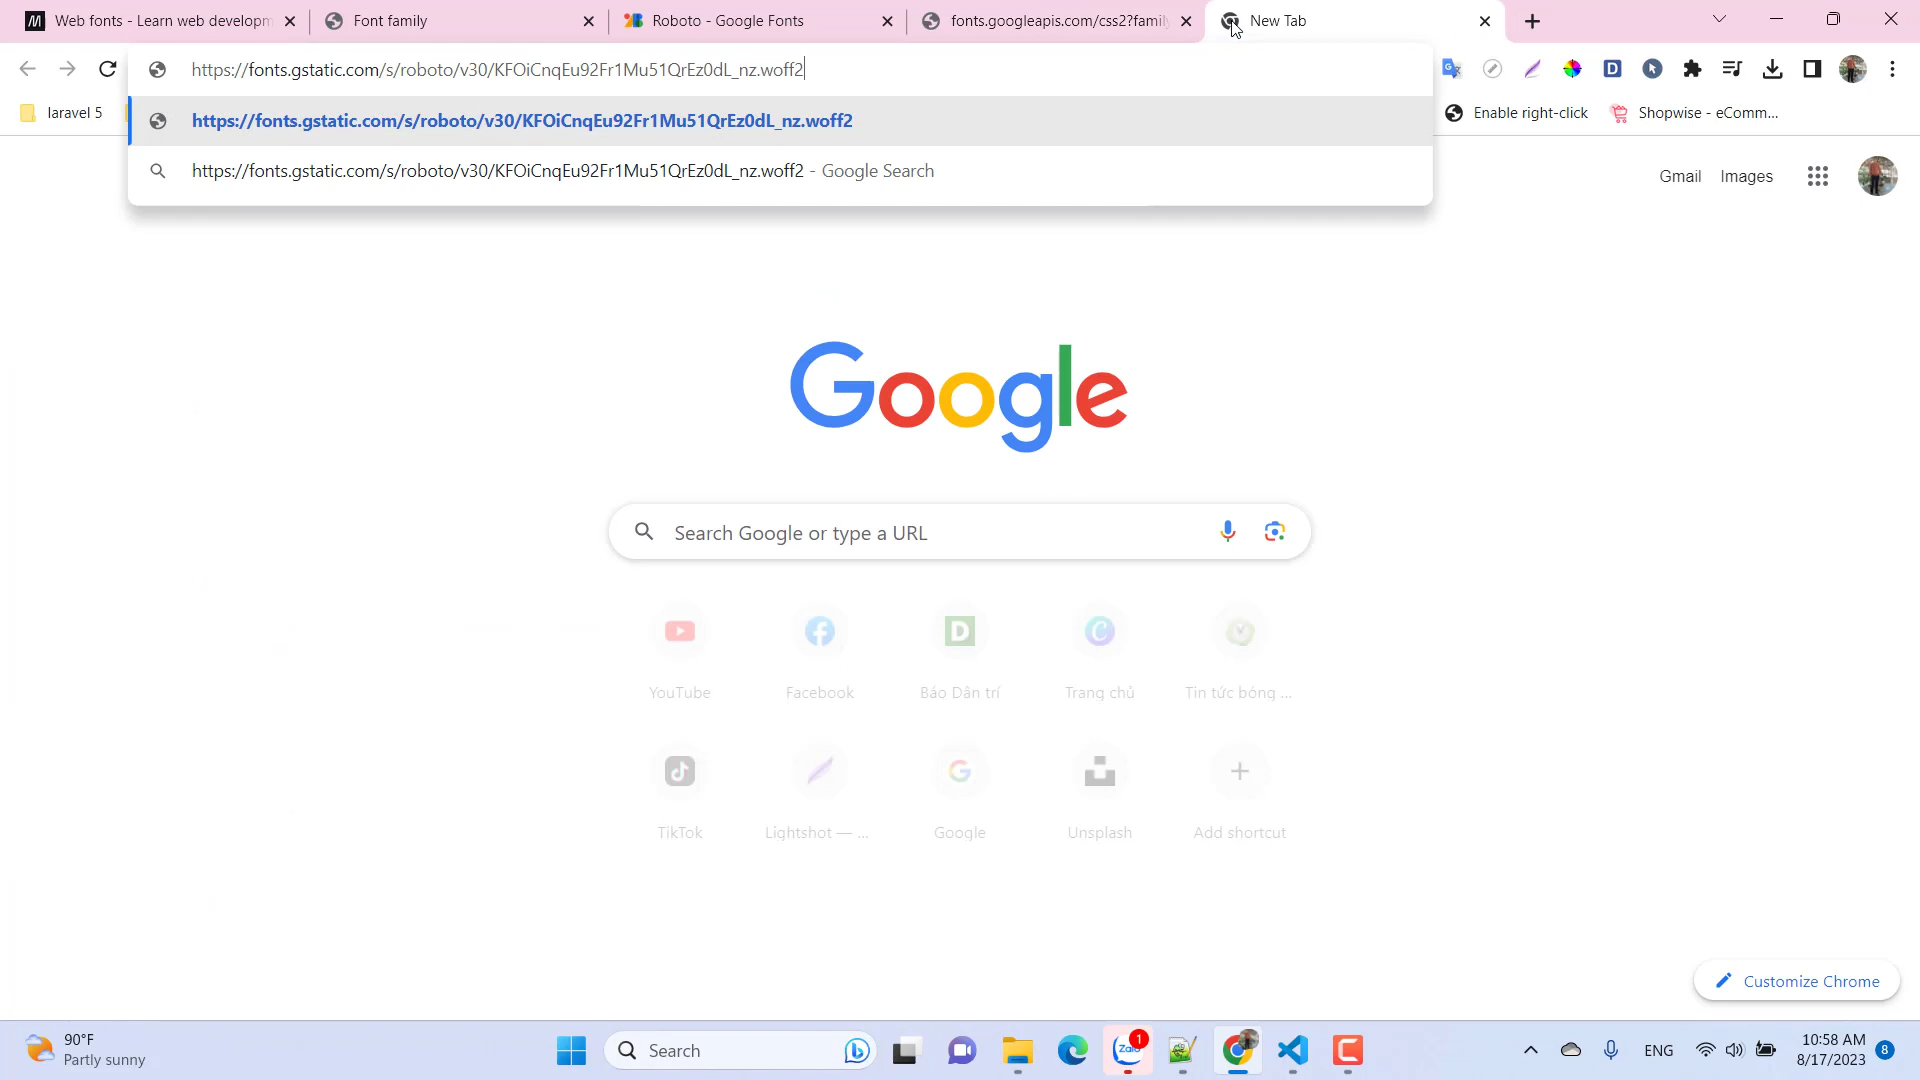 Web fonts - Learn web developm
Font family
Roboto - Google Fonts
fonts.googleapis.com/css2?famil
New Tab
https://fonts.gstatic.com/s/roboto/v30/KFOiCnqEu92Fr1Mu51QrEz0dL_nz.woff2
laravel 5
https://fonts.gstatic.com/s/roboto/v30/KFOiCnqEu92Fr1Mu51QrEz0dL_nz.woff2
Enable right-click
Shopwise - eComm...
https://fonts.gstatic.com/s/roboto/v30/KFOiCnqEu92Fr1Mu51QrEz0dL_nz.woff2 - Google Search
Gmail
Images
Google
Search Google or type a URL
YouTube
Facebook
Báo Dân trí
Trang chủ
Tin tức bóng ...
TikTok
Lightshot — ...
Google
Unsplash
Add shortcut
Customize Chrome
90°F
Partly sunny
Search
Zalo
1
ENG
10:58 AM
8/17/2023
8